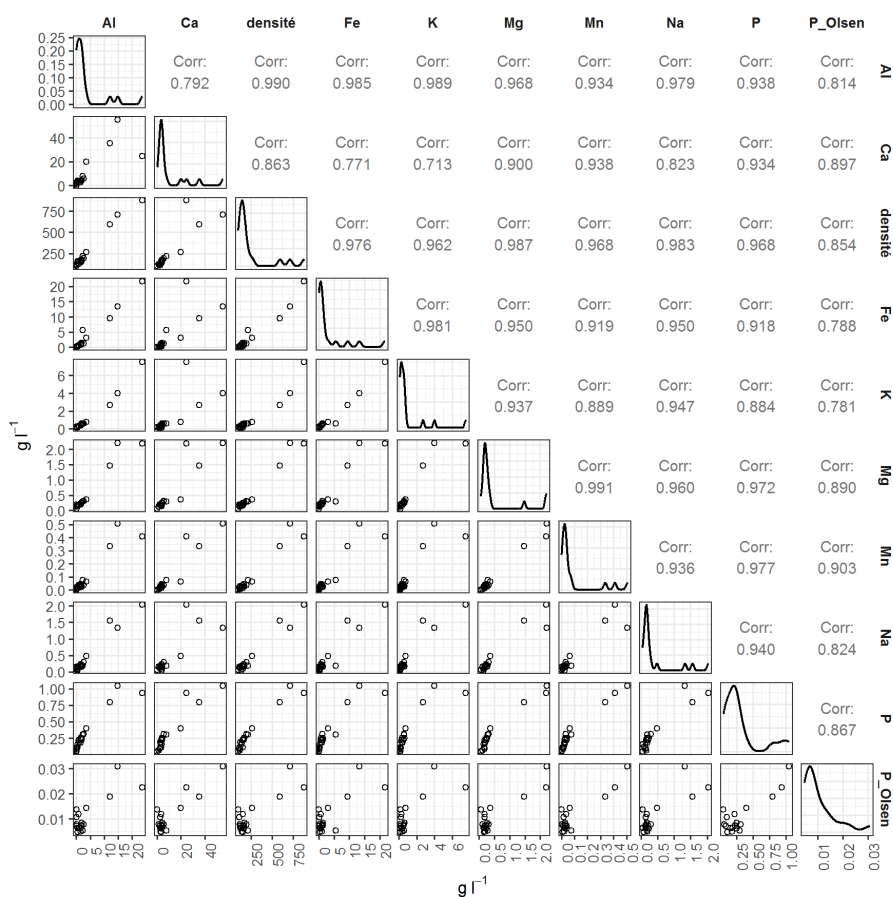 Al Ca densité Fe K Mg Mn Na P P_Olsen
Corr: Corr: Corr: Corr: Corr: Corr: Corr: Corr: Corr:
0.792 0.990 0.985 0.989 0.968 0.934 0.979 0.938 0.814
Al
0.25
0.20
0.15
0.10
0.05
0.00
Corr: Corr: Corr: Corr: Corr: Corr: Corr: Corr:
0.863 0.771 0.713 0.900 0.938 0.823 0.934 0.897
Ca
40
20
0
Corr: Corr: Corr: Corr: Corr: Corr: Corr:
0.976 0.962 0.987 0.968 0.983 0.968 0.854
densité
750
500
250
Corr: Corr: Corr: Corr: Corr: Corr:
0.981 0.950 0.919 0.950 0.918 0.788
Fe
20
15
10
5
0
Corr: Corr: Corr: Corr: Corr:
0.937 0.889 0.947 0.884 0.781
K
6
4
2
0
g l⁻¹
Corr: Corr: Corr: Corr:
0.991 0.960 0.972 0.890
Mg
2.0
1.5
1.0
0.5
0.0
Corr: Corr: Corr:
0.936 0.977 0.903
Mn
0.5
0.4
0.3
0.2
0.1
0.0
Corr: Corr:
0.940 0.824
Na
2.0
1.5
1.0
0.5
0.0
Corr:
0.867
P
1.00
0.75
0.50
0.25
P_Olsen
0.03
0.02
0.01
0 5 10 15 20 0 20 40 250 500 750 0 5 10 15 20 0 2 4 6 0.0 0.5 1.0 1.5 2.0 0.0 0.1 0.2 0.3 0.4 0.5 0.0 0.5 1.0 1.5 2.0 0.25 0.50 0.75 1.00 0.01 0.02 0.03
g l⁻¹